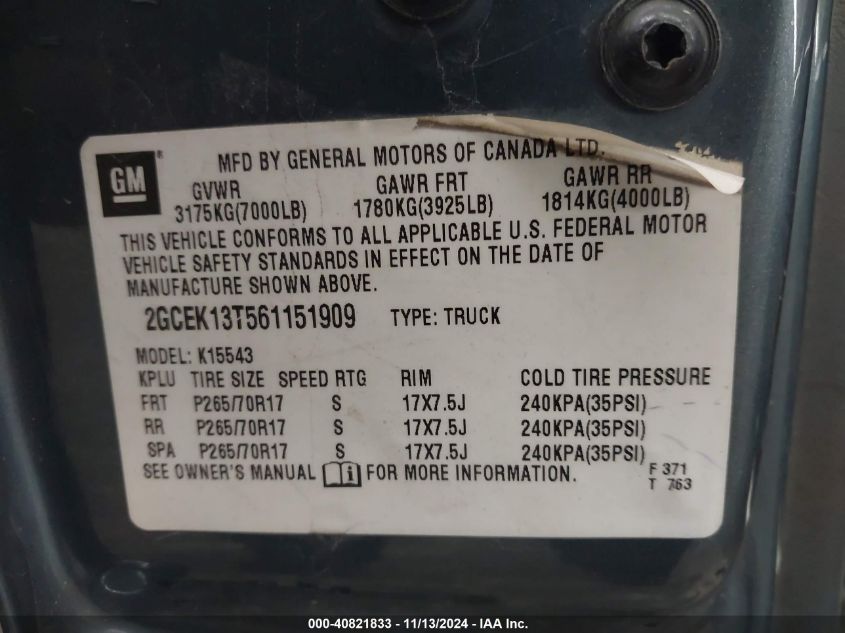 GM
MFD BY GENERAL MOTORS OF CANADA LTD.
GVWR GAWR FRT GAWR RR
3175KG(7000LB) 1780KG(3925LB) 1814KG(4000LB)
THIS VEHICLE CONFORMS TO ALL APPLICABLE U.S. FEDERAL MOTOR
VEHICLE SAFETY STANDARDS IN EFFECT ON THE DATE OF
MANUFACTURE SHOWN ABOVE.
2GCEK13T561151909 TYPE: TRUCK
MODEL: K15543
KPLU TIRE SIZE SPEED RTG RIM COLD TIRE PRESSURE
FRT P265/70R17 S 17X7.5J 240KPA(35PSI)
RR P265/70R17 S 17X7.5J 240KPA(35PSI)
SPA P265/70R17 S 17X7.5J 240KPA(35PSI)
SEE OWNER'S MANUAL i FOR MORE INFORMATION.
F 371
T 763
000-40821833 - 11/13/2024 - IAA Inc.